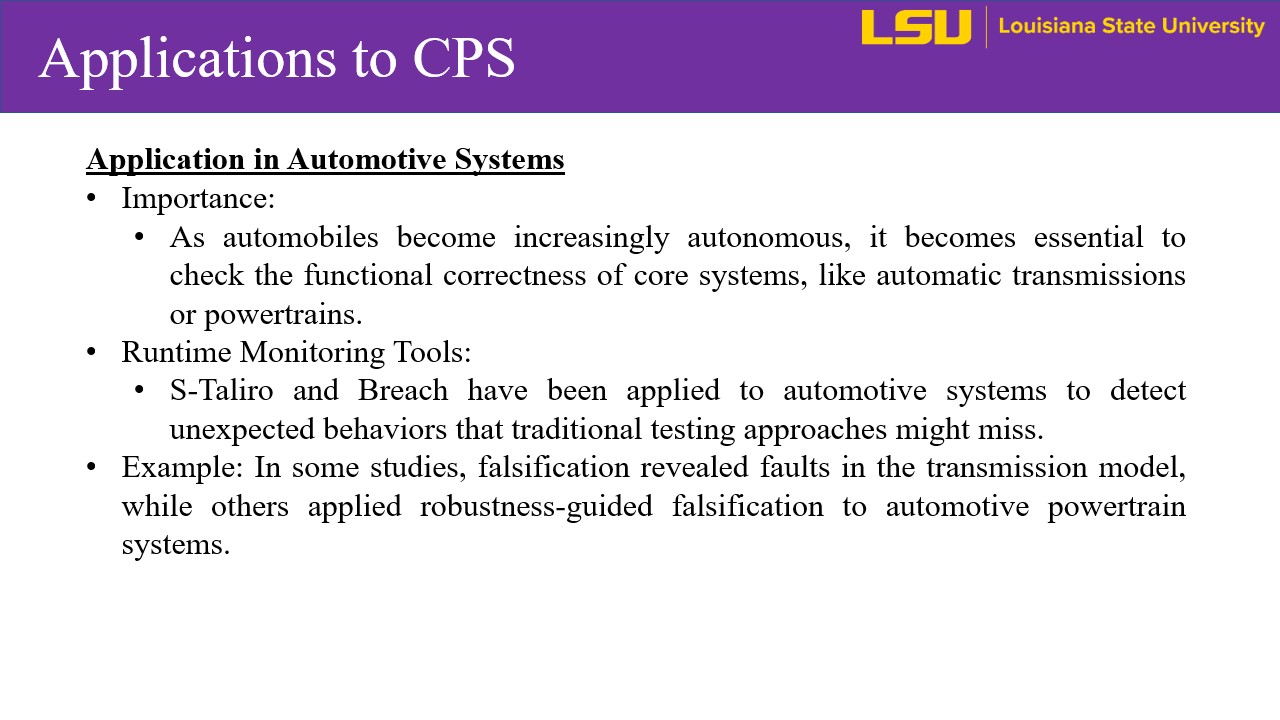 Applications to CPS
LSU
Louisiana State University
Application in Automotive Systems
• Importance:
• As automobiles become increasingly autonomous, it becomes essential to
check the functional correctness of core systems, like automatic transmissions
or powertrains.
• Runtime Monitoring Tools:
• S-Taliro and Breach have been applied to automotive systems to detect
unexpected behaviors that traditional testing approaches might miss.
• Example: In some studies, falsification revealed faults in the transmission model,
while others applied robustness-guided falsification to automotive powertrain
systems.